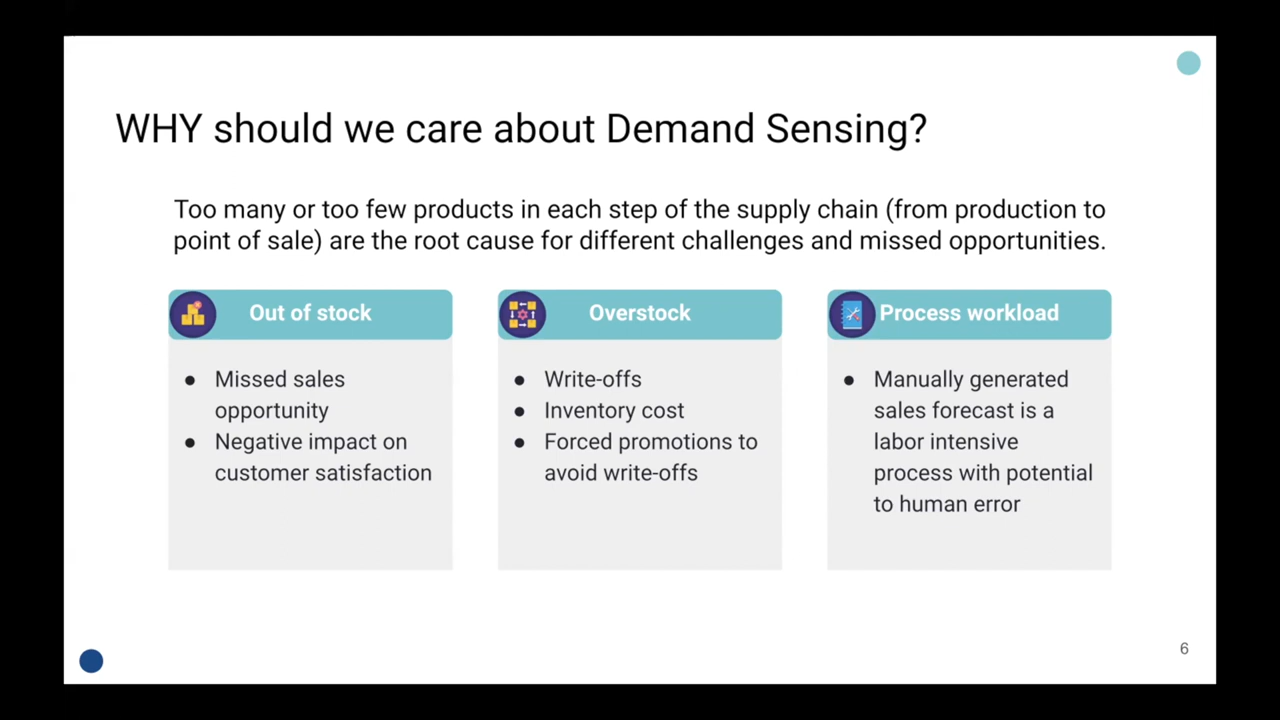 WHY should we care about Demand Sensing?
Too many or too few products in each step of the supply chain (from production to
point of sale) are the root cause for different challenges and missed opportunities.
Out of stock
● Missed sales
opportunity
● Negative impact on
customer satisfaction
Overstock
● Write-offs
● Inventory cost
● Forced promotions to
avoid write-offs
Process workload
● Manually generated
sales forecast is a
labor intensive
process with potential
to human error
6